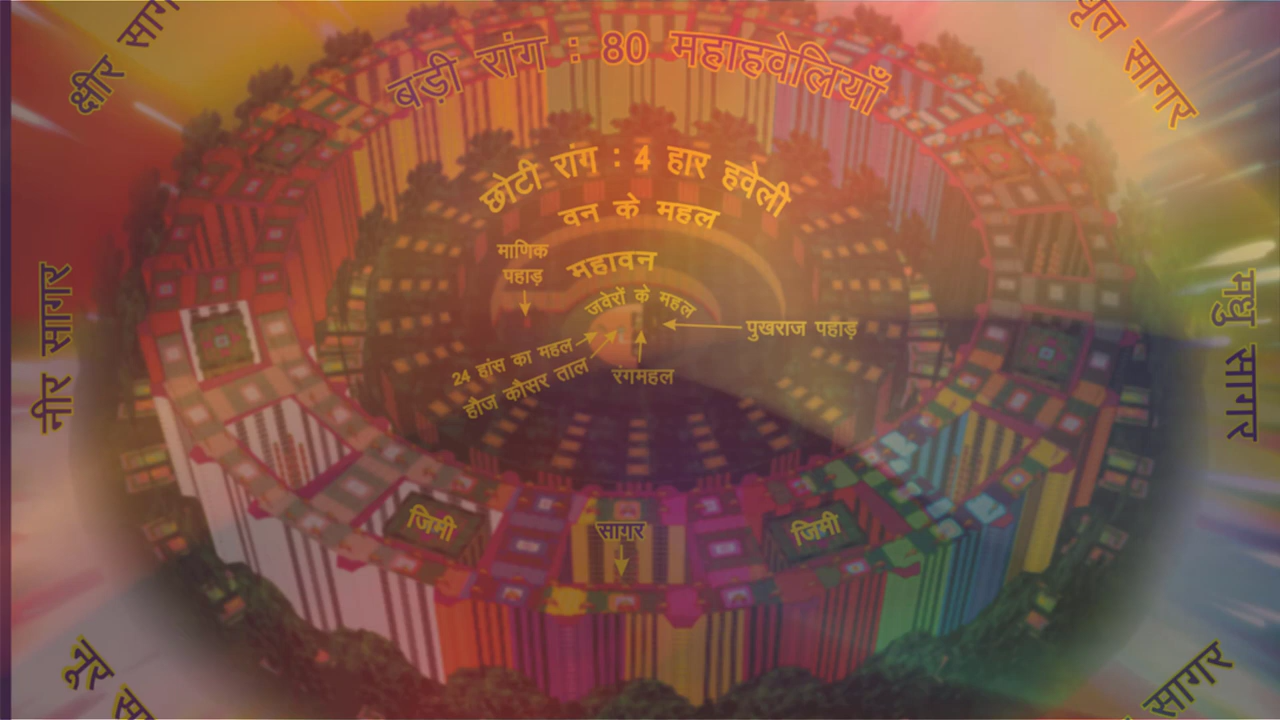 क्षीर साग
घृत सागर
बड़ी रांग : 80 महाहवेलियाँ
छोटी रांग : 4 हार हवेली
वन के महल
माणिक
पहाड़
महावन
जवेरों के महल
पुखराज पहाड़
नीर सागर
मधु सागर
24 हांस का महल
हौज कौसर ताल
रंगमहल
जिमी
सागर
जिमी
नूर स
सागर